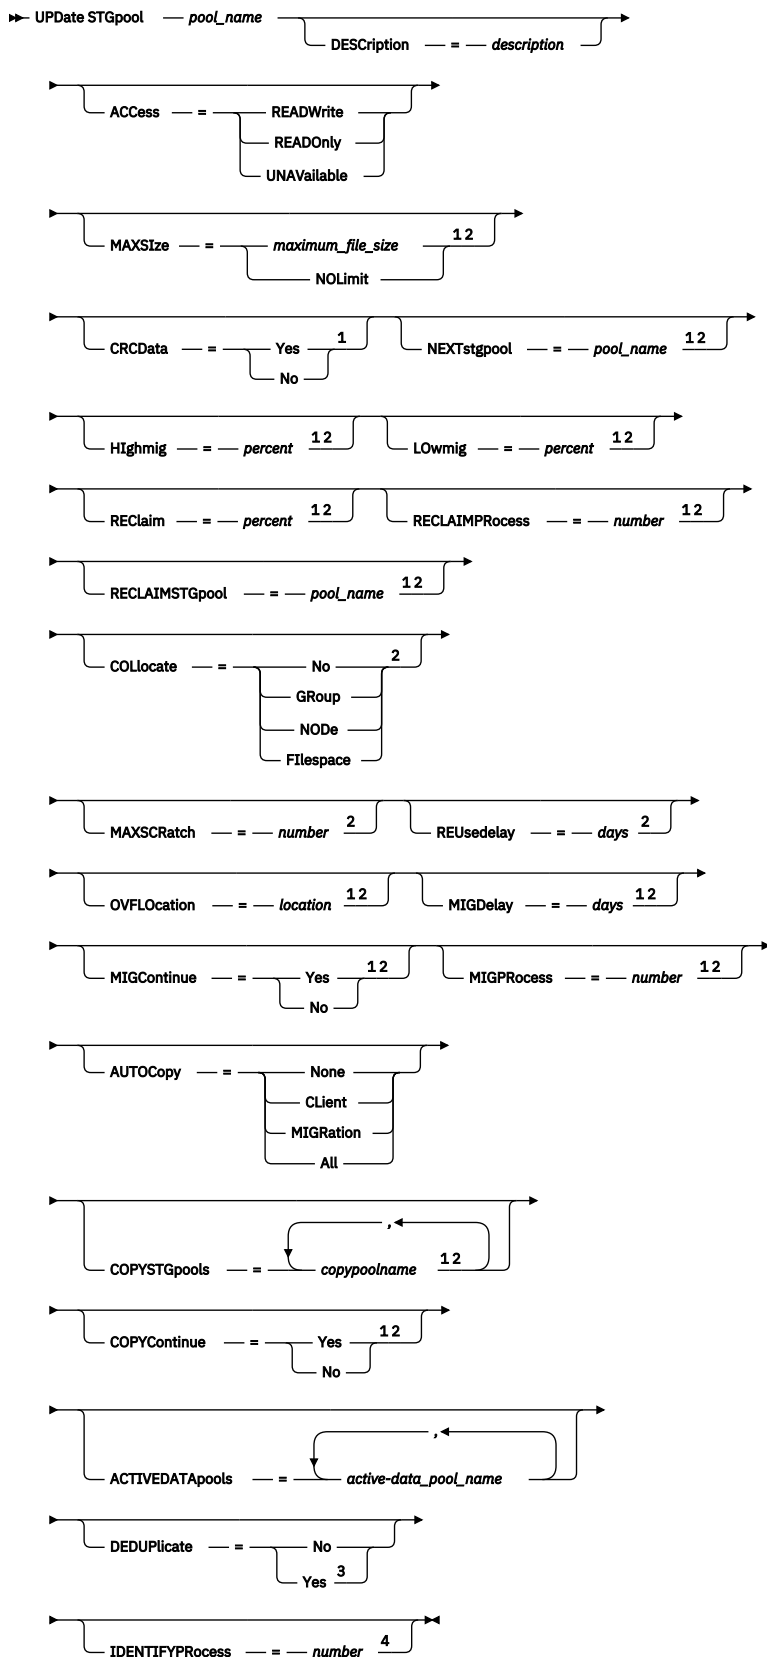 UPDate STGpool pool_name
DESCription = description
ACCess = READWrite
READOnly
UNAVailable
MAXSIze = maximum_file_size 1 2
NOLimit
CRCData = Yes 1
No
NEXTstgpool = pool_name 1 2
HIghmig = percent 1 2 LOwmig = percent 1 2
REClaim = percent 1 2 RECLAIMPRocess = number 1 2
RECLAIMSTGpool = pool_name 1 2
COLlocate = No 2
GRoup
NODe
FIlespace
MAXSCRatch = number 2 REUsedelay = days 2
OVFLOcation = location 1 2 MIGDelay = days 1 2
MIGContinue = Yes 1 2
No
MIGPRocess = number 1 2
AUTOCopy = None
CLient
MIGRation
All
,
COPYSTGpools = copypoolname 1 2
COPYContinue = Yes 1 2
No
,
ACTIVEDATApools = active-data_pool_name
DEDUPlicate = No
Yes 3
IDENTIFYPRocess = number 4